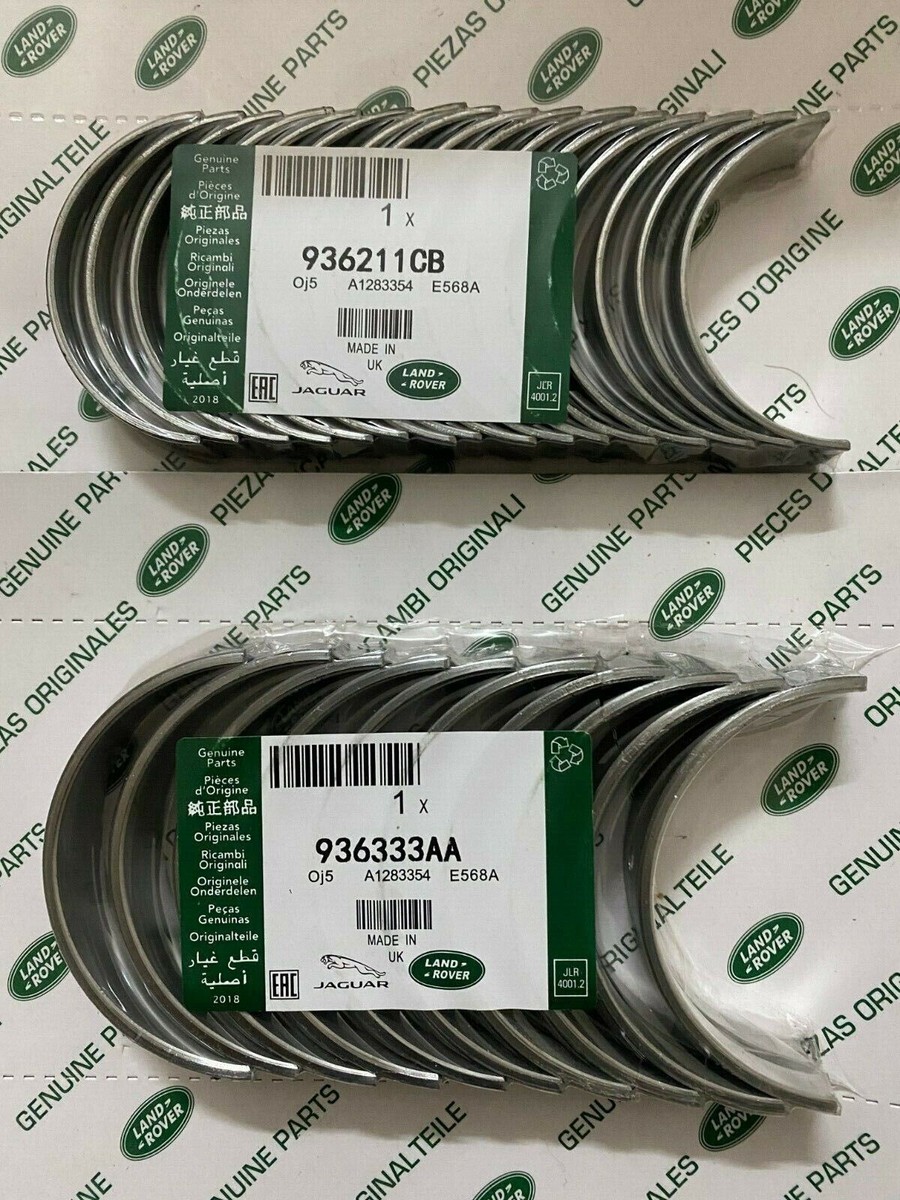 Genuine
Parts
Pièces
d'Origine
純正部品
Piezas
Originales
Ricambi
Originali
Originele
Onderdelen
Peças
Genuinas
Originalteile
قطع غيار
أصلية
2018
1 X
936211CB
Oj5 A1283354 E568A
MADE IN
UK
EAC
JAGUAR
LAND
ROVER
JLR
4001.2
Genuine
Parts
Pièces
d'Origine
純正部品
Piezas
Originales
Ricambi
Originali
Originele
Onderdelen
Peças
Genuinas
Originalteile
قطع غيار
أصلية
2018
1 X
936333AA
Oj5 A1283354 E568A
MADE IN
UK
EAC
JAGUAR
LAND
ROVER
JLR
4001.2
LAND
ROVER
GENUINE PARTS
PIEZAS ORIGINALES
RICAMBI ORIGINALI
PIECES D'ORIGINE
ORIGINALTEILE